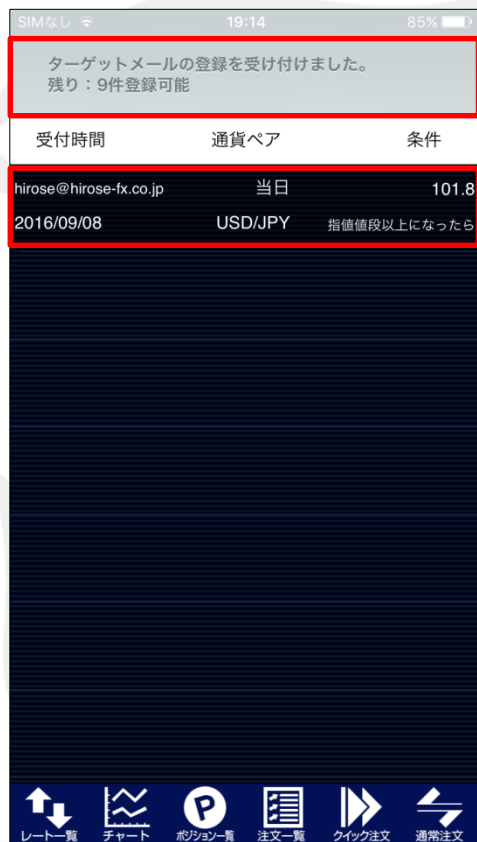 SIMなし 19:14 85%
ターゲットメールの登録を受け付けました。
残り：9件登録可能
受付時間 通貨ペア 条件
hirose@hirose-fx.co.jp 当日 101.8
2016/09/08 USD/JPY 指値値段以上になったら
レート一覧 チャート ポジション一覧 注文一覧 クイック注文 通常注文